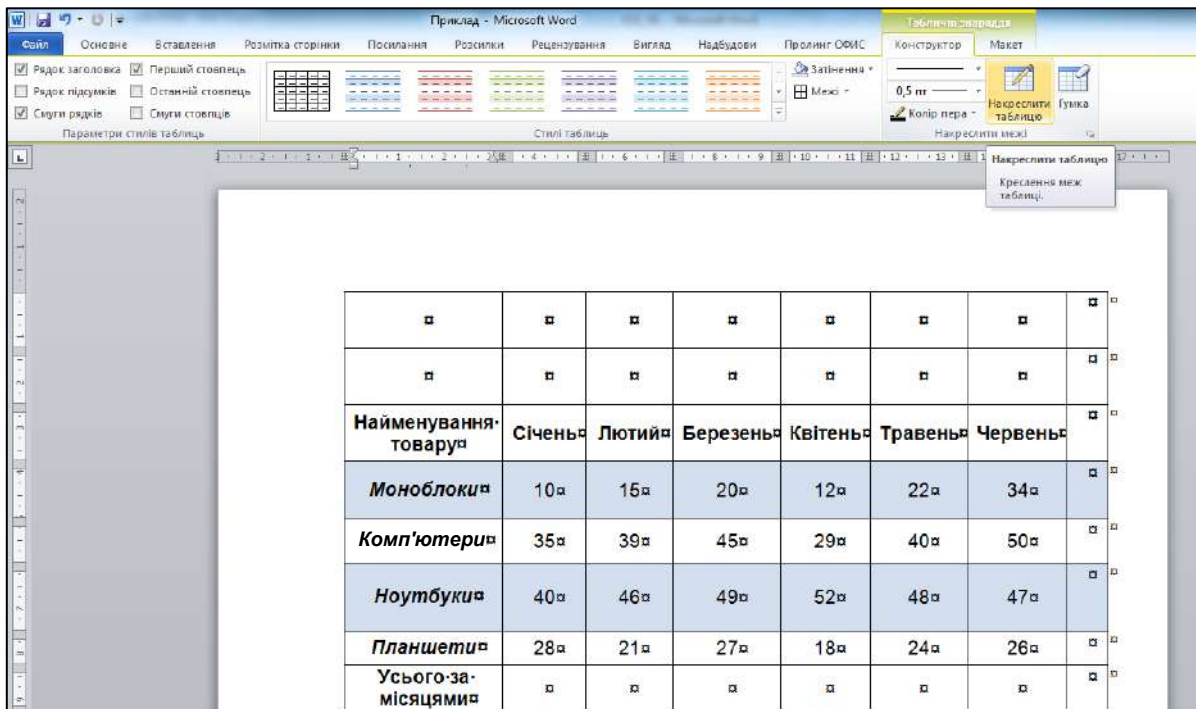 Приклад - Microsoft Word
Табличні знаряддя
Файл Основне Вставлення Розмітка сторінки Посилання Розсилки Рецензування Вигляд Надбудови Пролинг ОФИС Конструктор Макет
Рядок заголовка Перший стовпець
Рядок підсумків Останній стовпець
Смуги рядків Смуги стовпців
Параметри стилів таблиць
Стилі таблиць
Затінення
Межі
0,5 пт
Колір пера
Накреслити таблицю
Гумка
Накреслити межі
Накреслити таблицю
Креслення меж таблиці.
Найменування·товару¤ Січень¤ Лютий¤ Березень¤ Квітень¤ Травень¤ Червень¤
Моноблоки¤ 10¤ 15¤ 20¤ 12¤ 22¤ 34¤
Комп'ютери¤ 35¤ 39¤ 45¤ 29¤ 40¤ 50¤
Ноутбуки¤ 40¤ 46¤ 49¤ 52¤ 48¤ 47¤
Планшети¤ 28¤ 21¤ 27¤ 18¤ 24¤ 26¤
Усього·за·місяцями¤ ¤ ¤ ¤ ¤ ¤ ¤